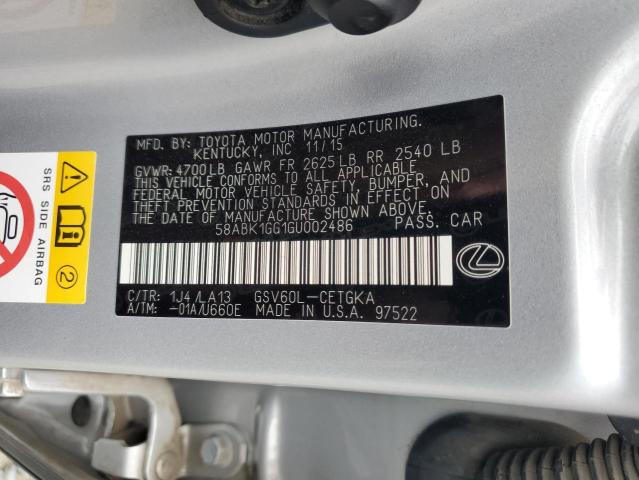 MFD. BY: TOYOTA MOTOR MANUFACTURING.
KENTUCKY, INC 11/15
GVWR: 4700LB GAWR FR 2625LB RR 2540 LB
THIS VEHICLE CONFORMS TO ALL APPLICABLE
FEDERAL MOTOR VEHICLE SAFETY, BUMPER, AND
THEFT PREVENTION STANDARDS IN EFFECT ON
THE DATE OF MANUFACTURE SHOWN ABOVE.
58ABK1GG1GU002486 PASS. CAR
C/TR: 1J4/LA13 GSV60L-CETGKA
A/TM: -01A/U660E MADE IN U.S.A. 97522
SRS SIDE AIRBAG
2